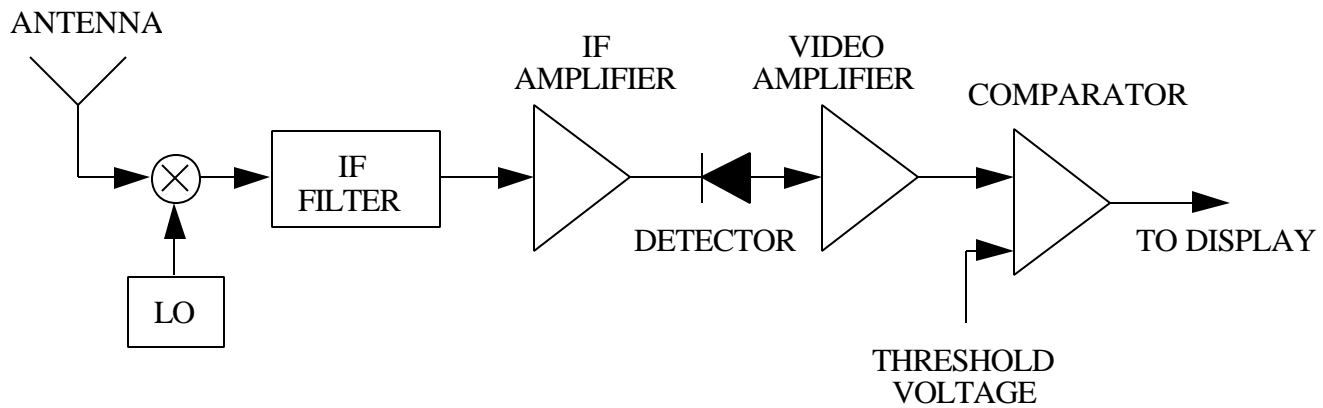 ANTENNA
IF
AMPLIFIER
VIDEO
AMPLIFIER
COMPARATOR
IF
FILTER
DETECTOR
TO DISPLAY
LO
THRESHOLD
VOLTAGE